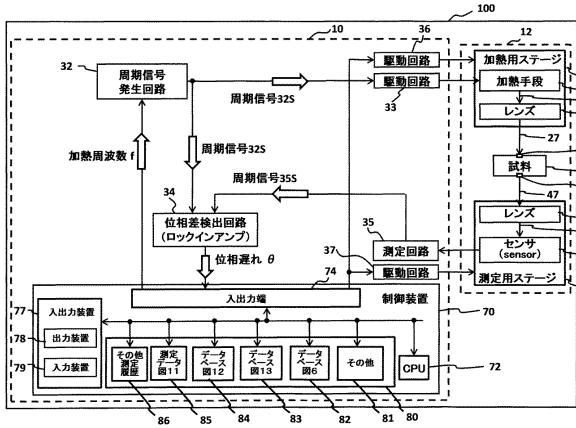 100
10
12
36
駆動回路
加熱用ステージ
32
周期信号
発生回路
周期信号32S
駆動回路
33
加熱手段
レンズ
27
加熱周波数 f
周期信号32S
周期信号35S
試料
47
34
位相差検出回路
(ロックインアンプ)
35
測定回路
レンズ
センサ
(sensor)
37
駆動回路
測定用ステージ
位相遅れ θ
74
入出力端
制御装置
70
77
入出力装置
78
出力装置
79
入力装置
その他
測定
履歴
測定
データ
図11
データ
ベース
図12
データ
ベース
図13
データ
ベース
図6
その他
CPU
72
86
85
84
83
82
81
80